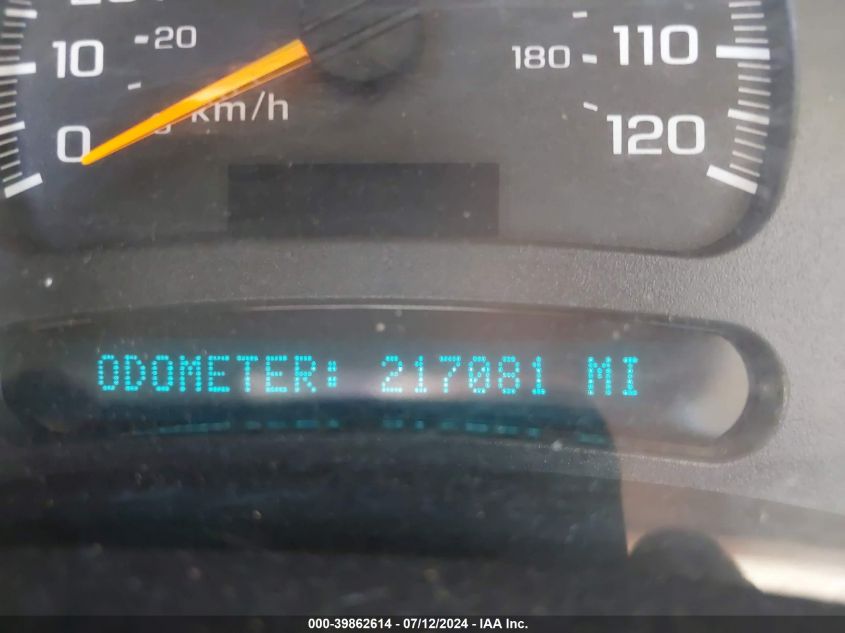 10 20 180 110
km/h
0 120
ODOMETER: 217081 MI
000-39862614 - 07/12/2024 - IAA Inc.